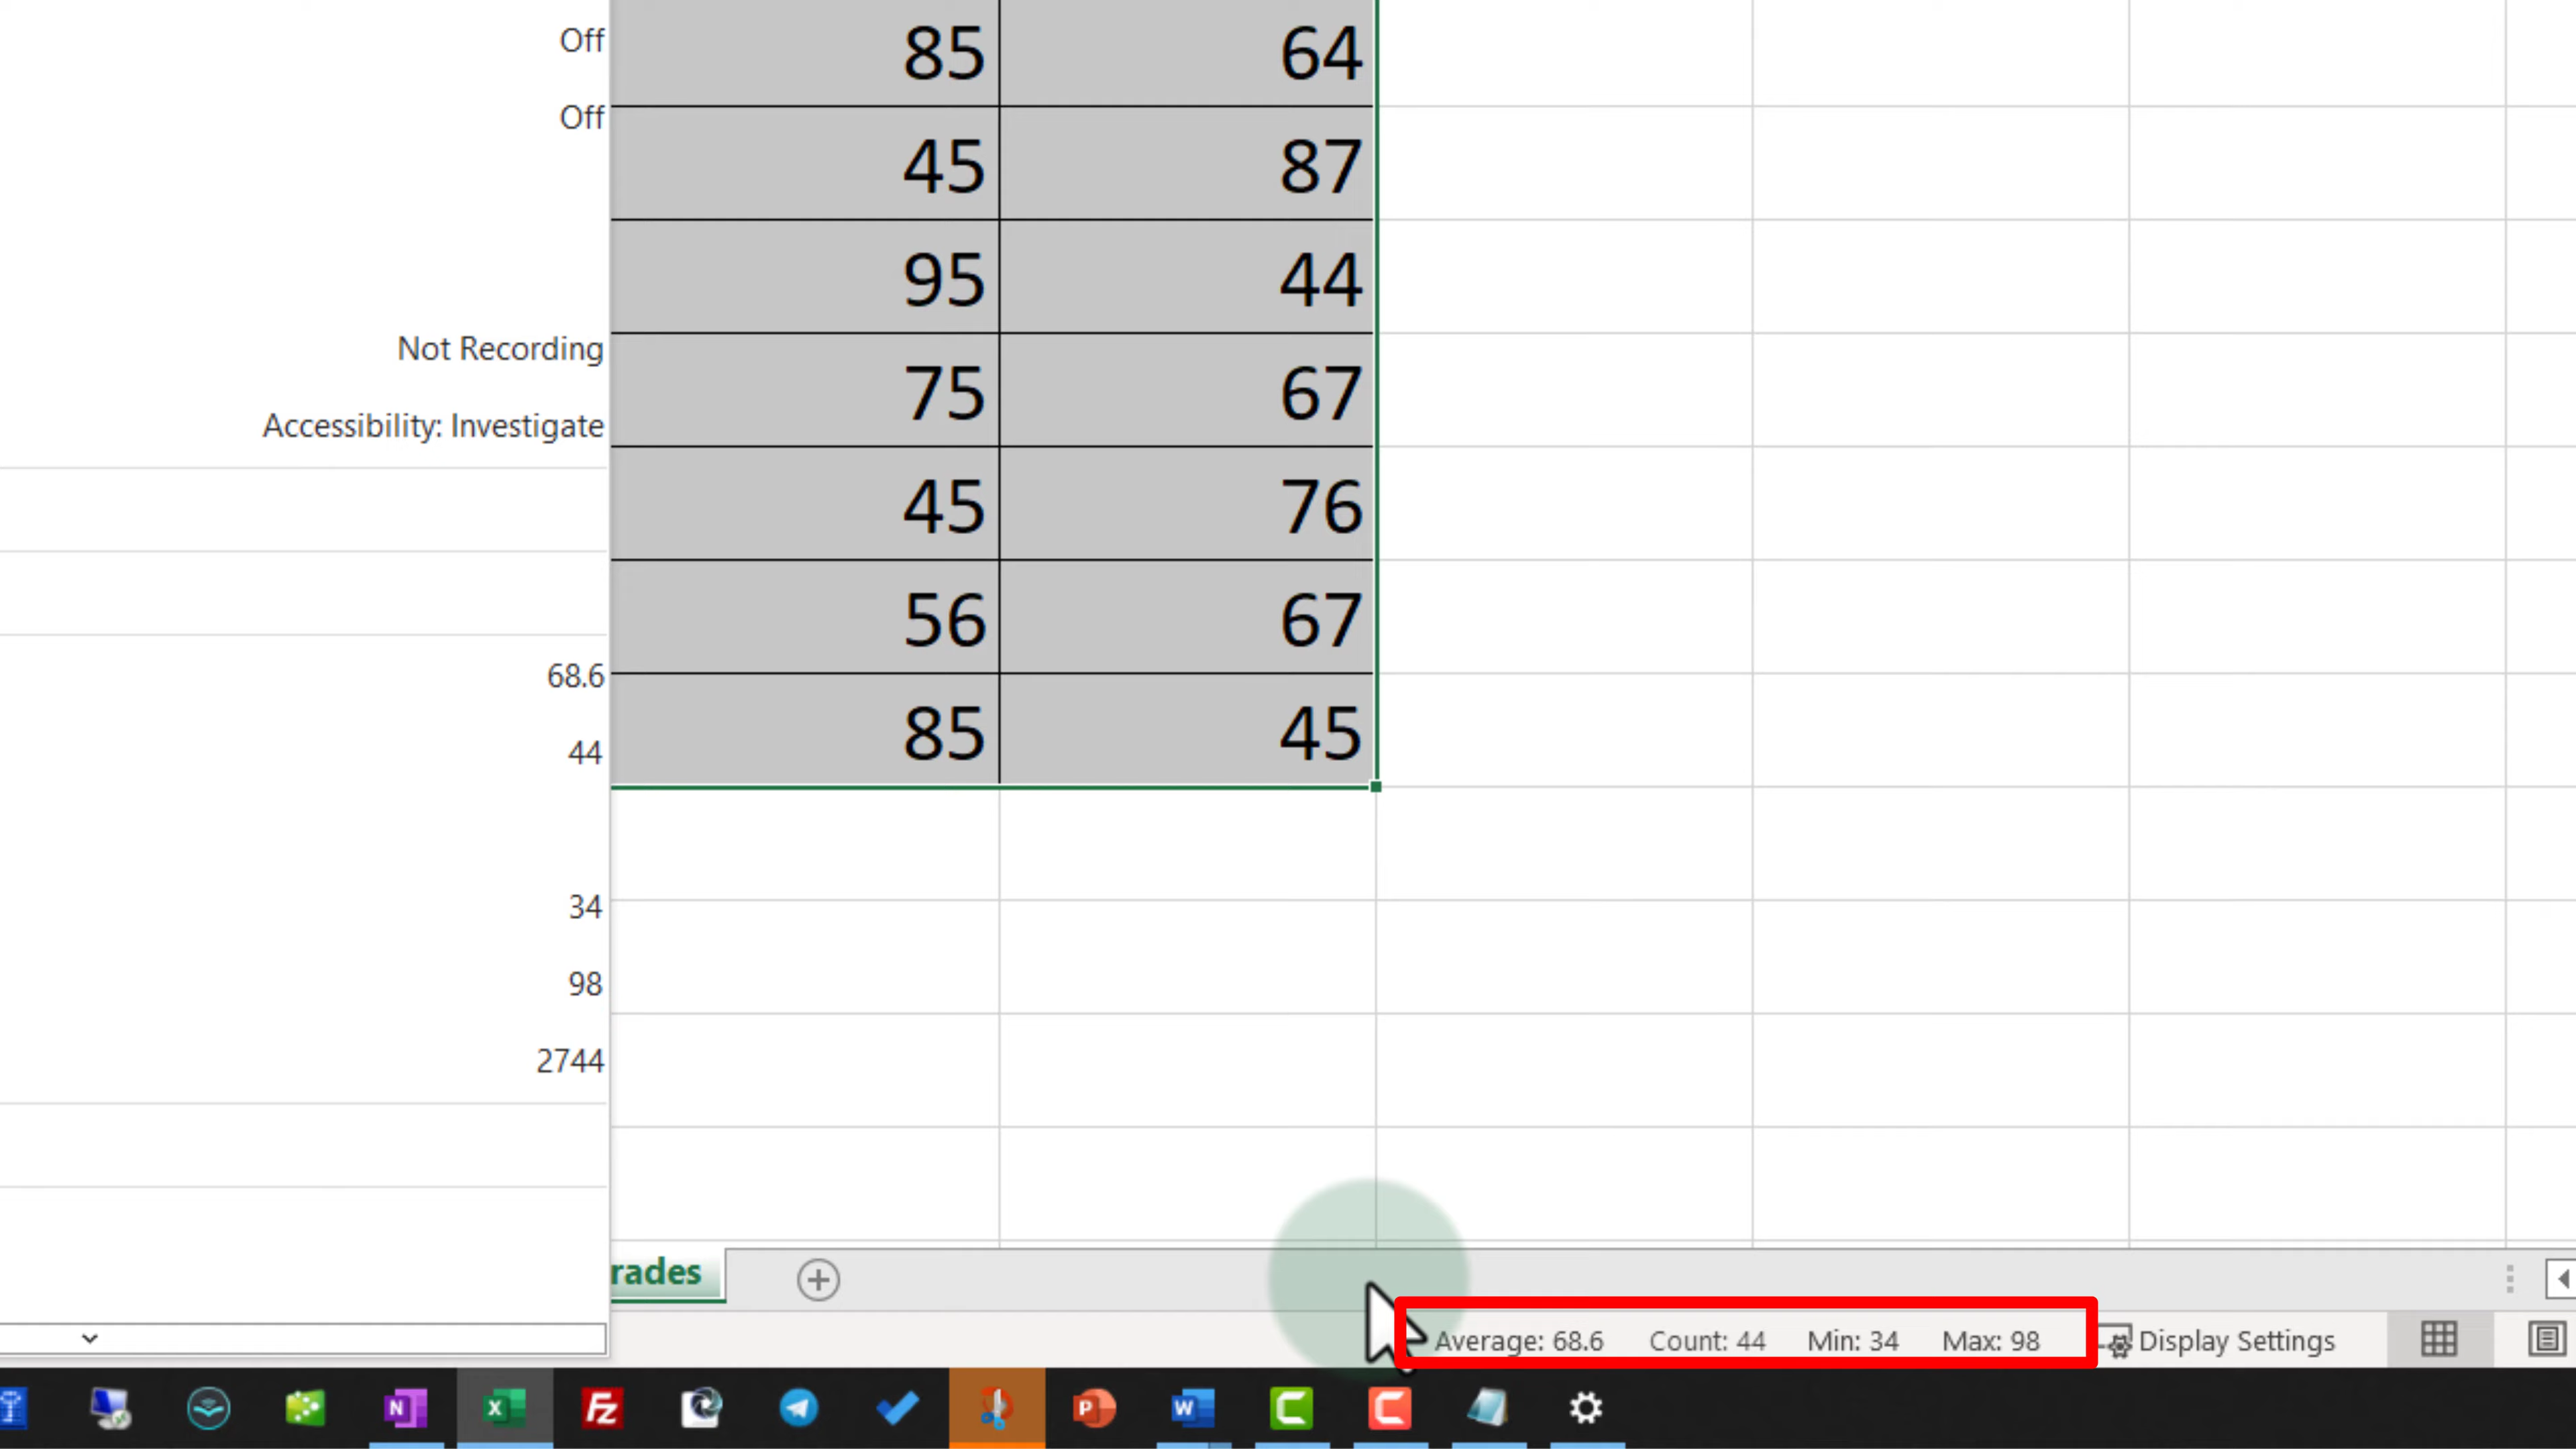 Off
Off
Not Recording
Accessibility: Investigate
68.6
44
34
98
2744
85 64
45 87
95 44
75 67
45 76
56 67
85 45
rades
Average: 68.6 Count: 44 Min: 34 Max: 98 Display Settings
N X Fz P W